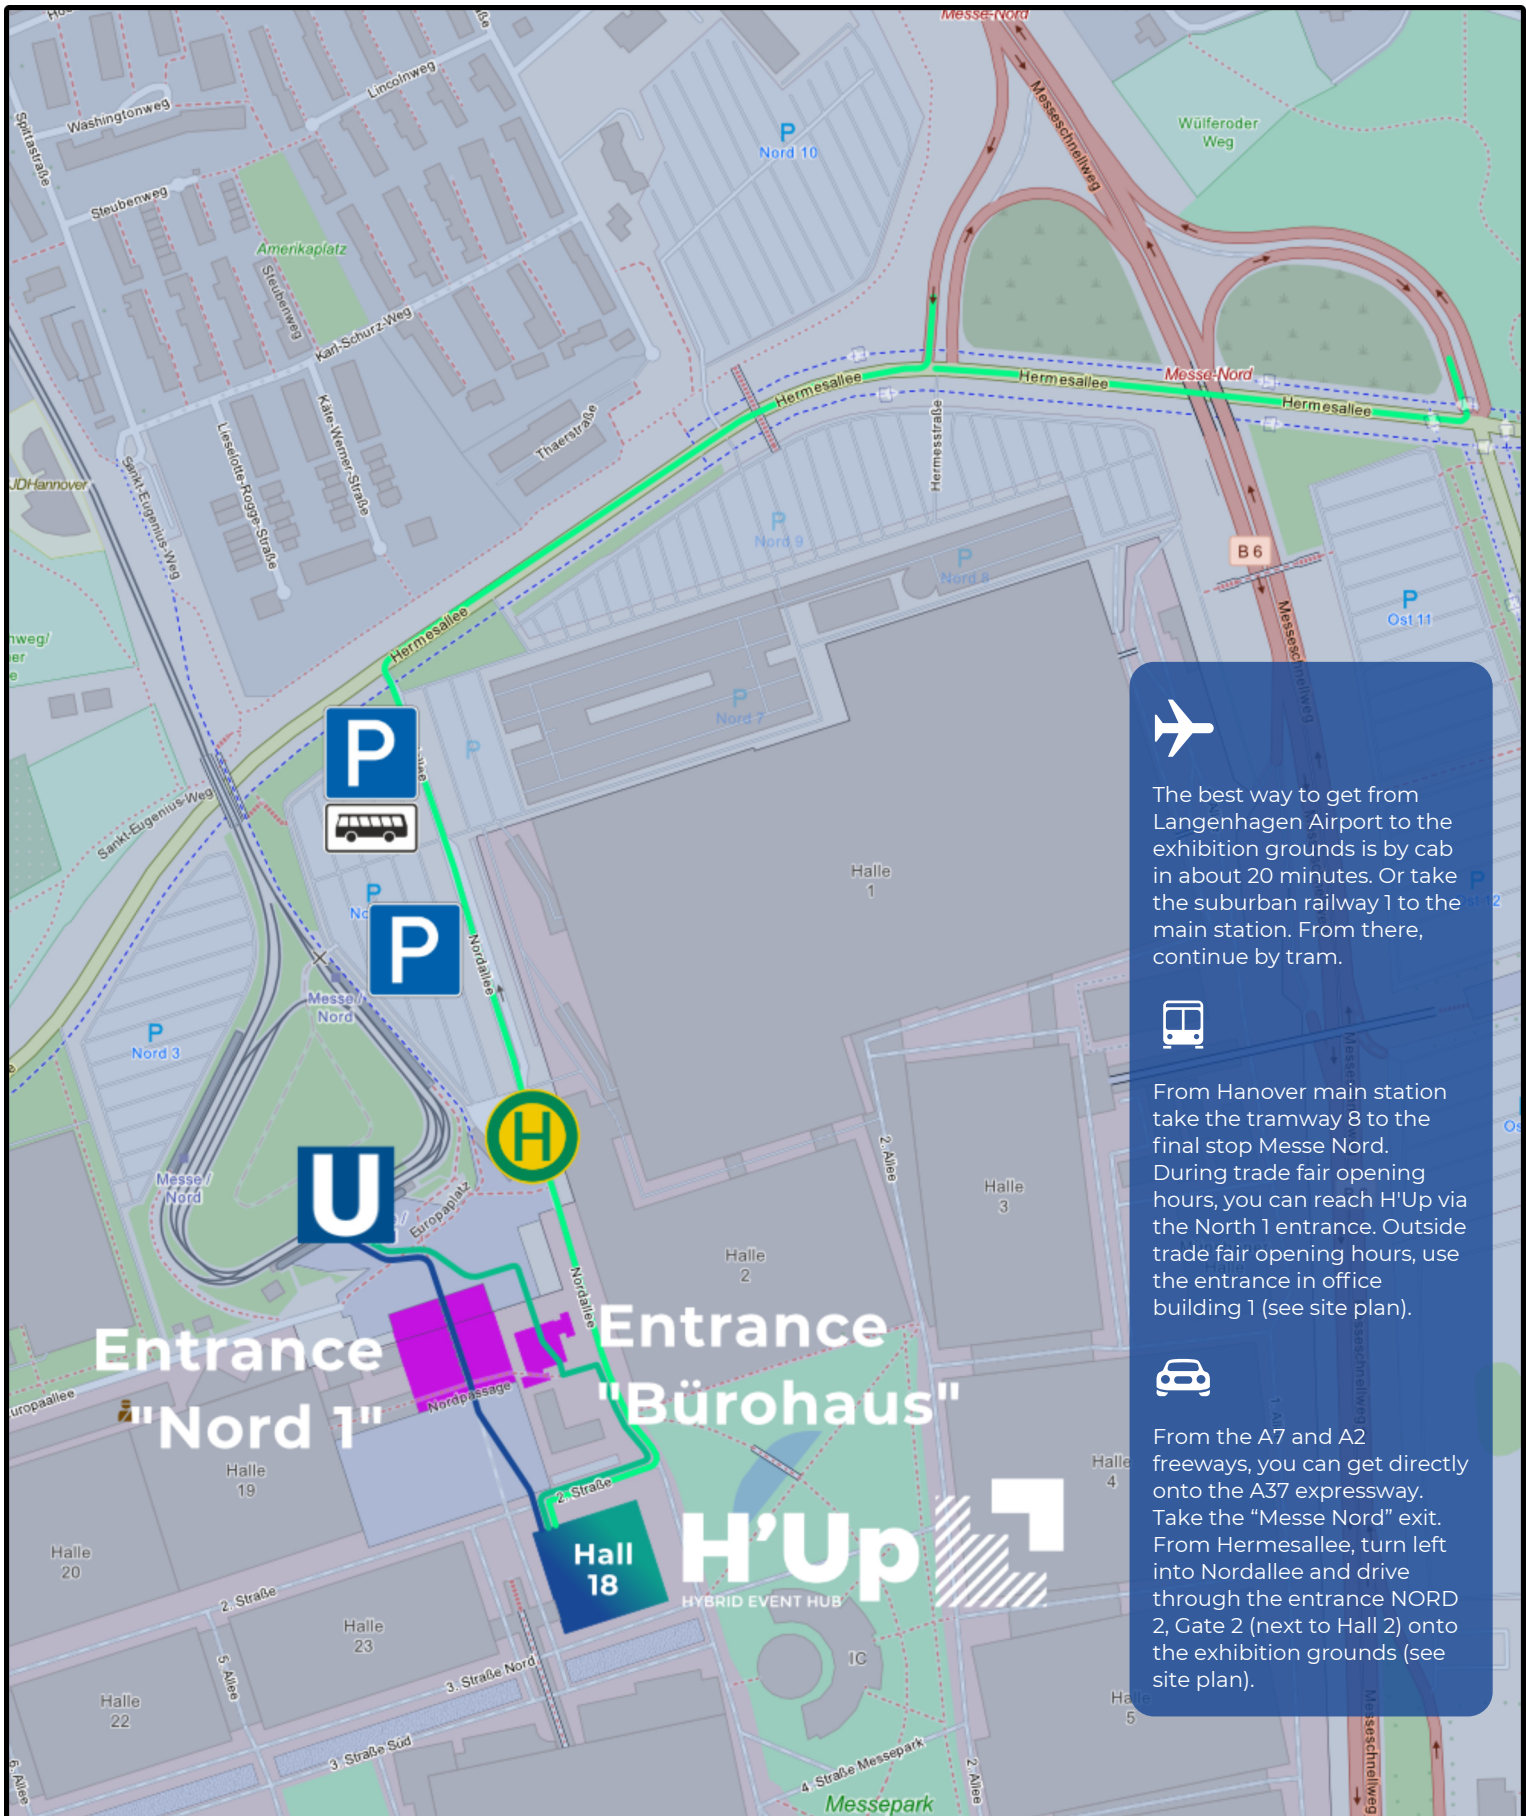 Messe-Nord
Lincolnweg
Washingtonweg
Spittastraße
P
Nord 10
Messeschnellweg
Wülferoder
Weg
Steubenweg
Amerikaplatz
Steubenweg
Karl-Schurz-Weg
Hermesallee
Hermesallee
Messe-Nord
Hermesallee
Käte-Werner-Straße
Thaerstraße
Hermesstraße
Lieselotte-Rogge-Straße
Sankt-Eugenius-Weg
JDHannover
P
Nord 9
P
Nord 8
B 6
P
Ost 11
Messeschnellweg
Hermesallee
nweg/
er
e
P
Nord 7
P
P
Sankt-Eugenius-Weg
P
P
Nordallee
Halle
1
Messe /
Nord
P
Nord 3
Messe /
Nord
H
U
Europaplatz
2. Allee
Halle
3
Halle
2
Nordallee
Entrance
"Nord 1"
Entrance
"Bürohaus"
Nordpassage
uropaallee
Halle
19
Halle
4
2. Straße
Hall
18
H'Up
HYBRID EVENT HUB
Halle
20
2. Straße
Halle
23
5. Allee
3. Straße Nord
IC
Halle
22
Halle
5
3. Straße Süd
6. Allee
4. Straße Messepark
2. Allee
Messepark
Messeschnellweg
P
Ost 12
The best way to get from
Langenhagen Airport to the
exhibition grounds is by cab
in about 20 minutes. Or take
the suburban railway 1 to the
main station. From there,
continue by tram.
From Hanover main station
take the tramway 8 to the
final stop Messe Nord.
During trade fair opening
hours, you can reach H'Up via
the North 1 entrance. Outside
trade fair opening hours, use
the entrance in office
building 1 (see site plan).
From the A7 and A2
freeways, you can get directly
onto the A37 expressway.
Take the “Messe Nord” exit.
From Hermesallee, turn left
into Nordallee and drive
through the entrance NORD
2, Gate 2 (next to Hall 2) onto
the exhibition grounds (see
site plan).